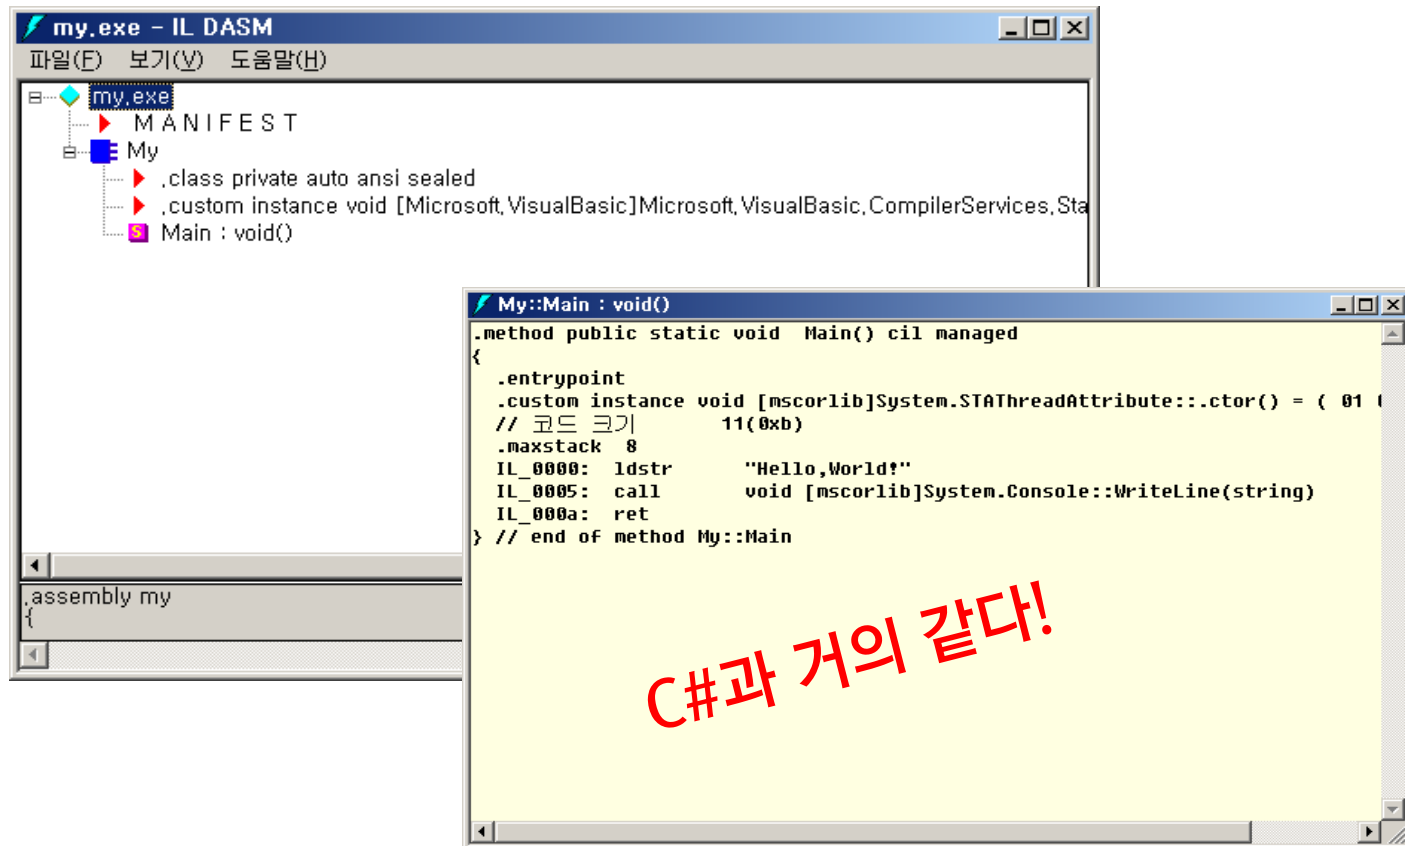 my.exe - IL DASM
파일(F) 보기(V) 도움말(H)
my.exe
M A N I F E S T
My
.class private auto ansi sealed
.custom instance void [Microsoft.VisualBasic]Microsoft.VisualBasic.CompilerServices.Sta
S Main : void()
.assembly my
{
My::Main : void()
.method public static void  Main() cil managed
{
  .entrypoint
  .custom instance void [mscorlib]System.STAThreadAttribute::.ctor() = ( 01 0
  // 코드 크기       11(0xb)
  .maxstack  8
  IL_0000:  ldstr      "Hello,World!"
  IL_0005:  call       void [mscorlib]System.Console::WriteLine(string)
  IL_000a:  ret
} // end of method My::Main
C#과 거의 같다!